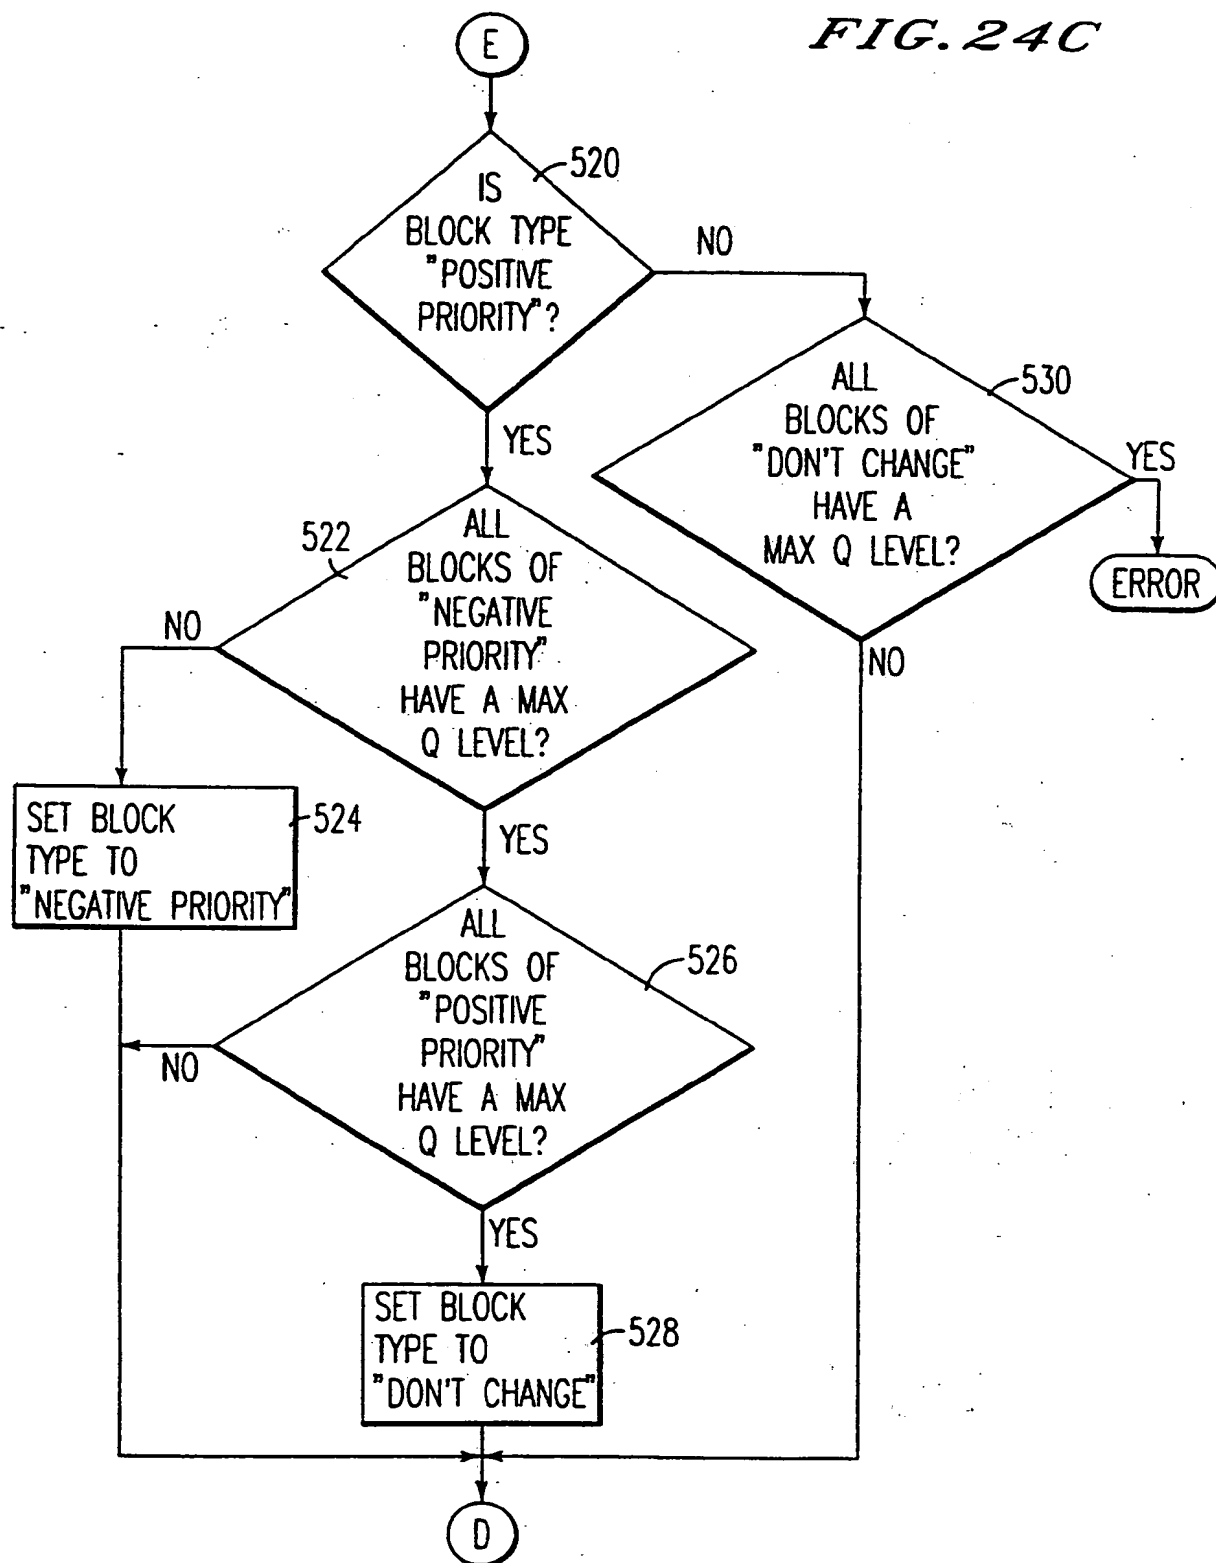 FIG. 24C
E
520
IS
BLOCK TYPE
"POSITIVE
PRIORITY"?
NO
YES
530
ALL
BLOCKS OF
"DON'T CHANGE"
HAVE A
MAX Q LEVEL?
YES
ERROR
NO
522
ALL
BLOCKS OF
"NEGATIVE
PRIORITY"
HAVE A MAX
Q LEVEL?
NO
YES
524
SET BLOCK
TYPE TO
"NEGATIVE PRIORITY"
526
ALL
BLOCKS OF
"POSITIVE
PRIORITY"
HAVE A MAX
Q LEVEL?
NO
YES
528
SET BLOCK
TYPE TO
"DON'T CHANGE"
D